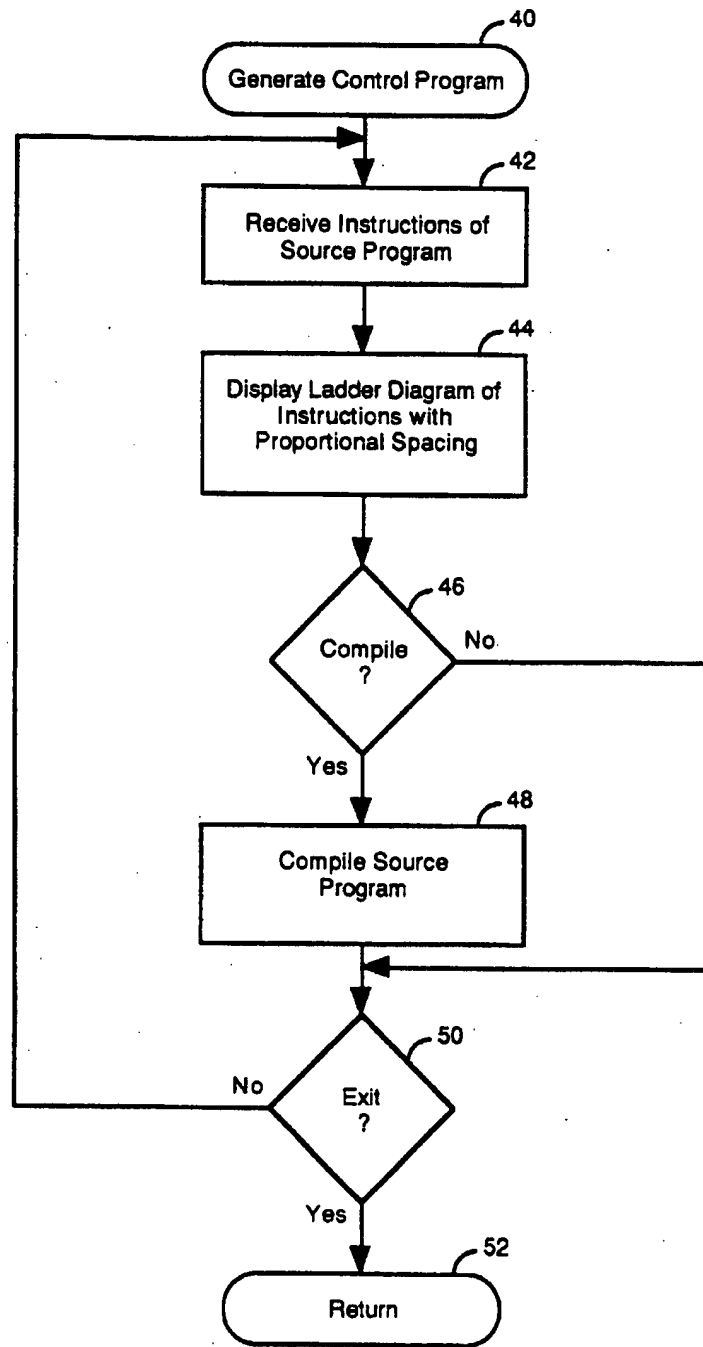 40
Generate Control Program
42
Receive Instructions of
Source Program
44
Display Ladder Diagram of
Instructions with
Proportional Spacing
46
Compile
?
No
Yes
48
Compile Source
Program
50
No
Exit
?
Yes
52
Return